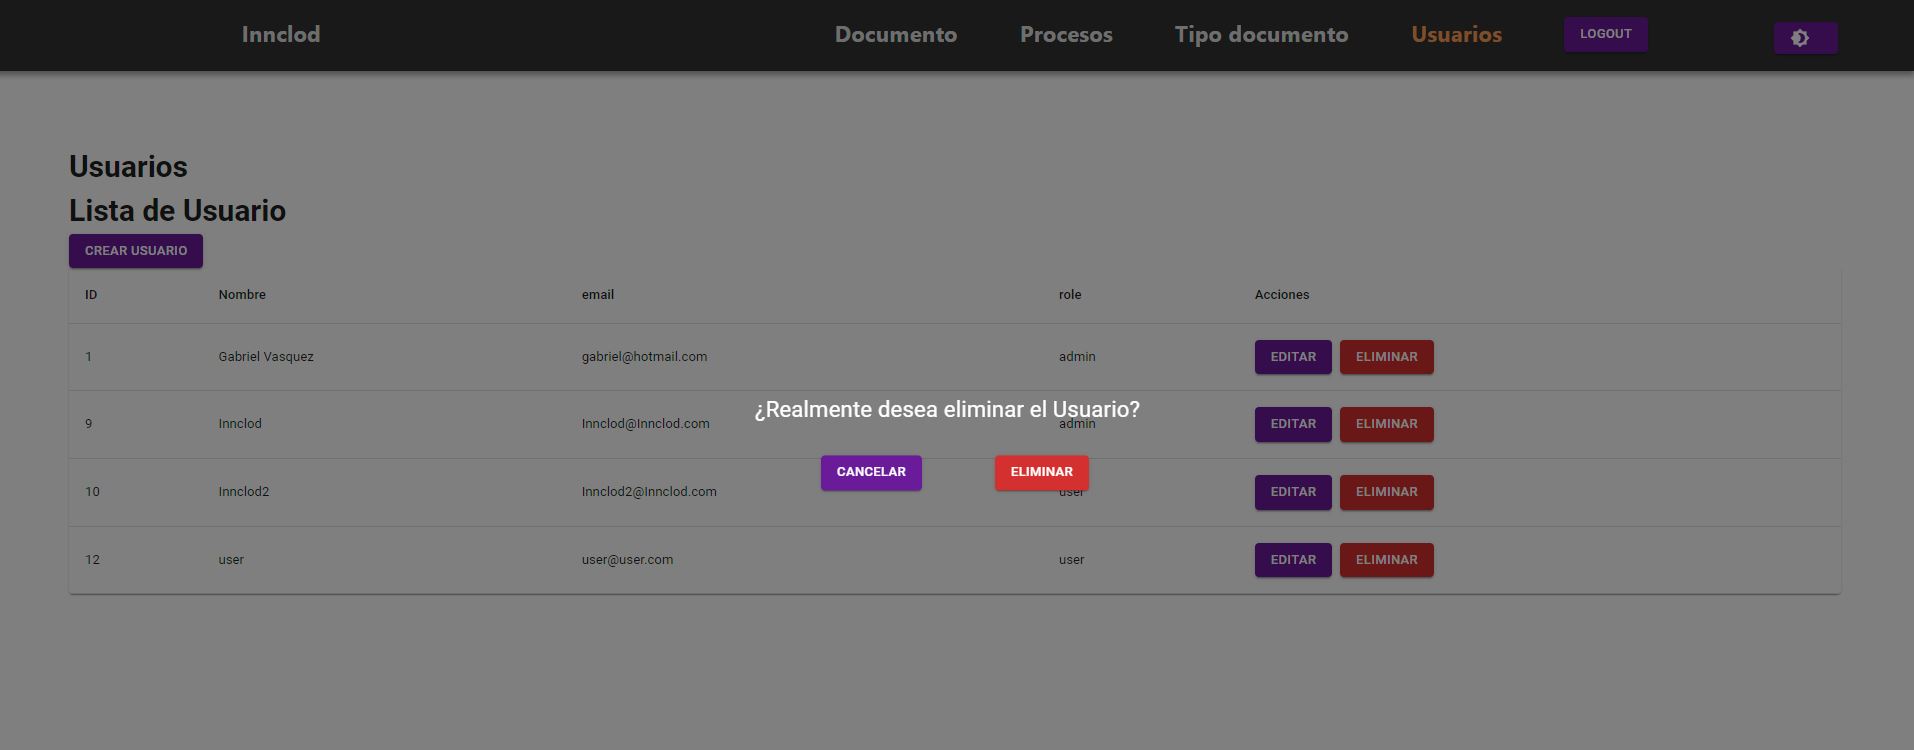 Innclod Documento Procesos Tipo documento Usuarios LOGOUT
Usuarios
Lista de Usuario
CREAR USUARIO
ID Nombre email role Acciones
1 Gabriel Vasquez gabriel@hotmail.com admin EDITAR ELIMINAR
¿Realmente desea eliminar el Usuario?
9 Innclod Innclod@Innclod.com admin EDITAR ELIMINAR
CANCELAR ELIMINAR
10 Innclod2 Innclod2@Innclod.com user EDITAR ELIMINAR
12 user user@user.com user EDITAR ELIMINAR